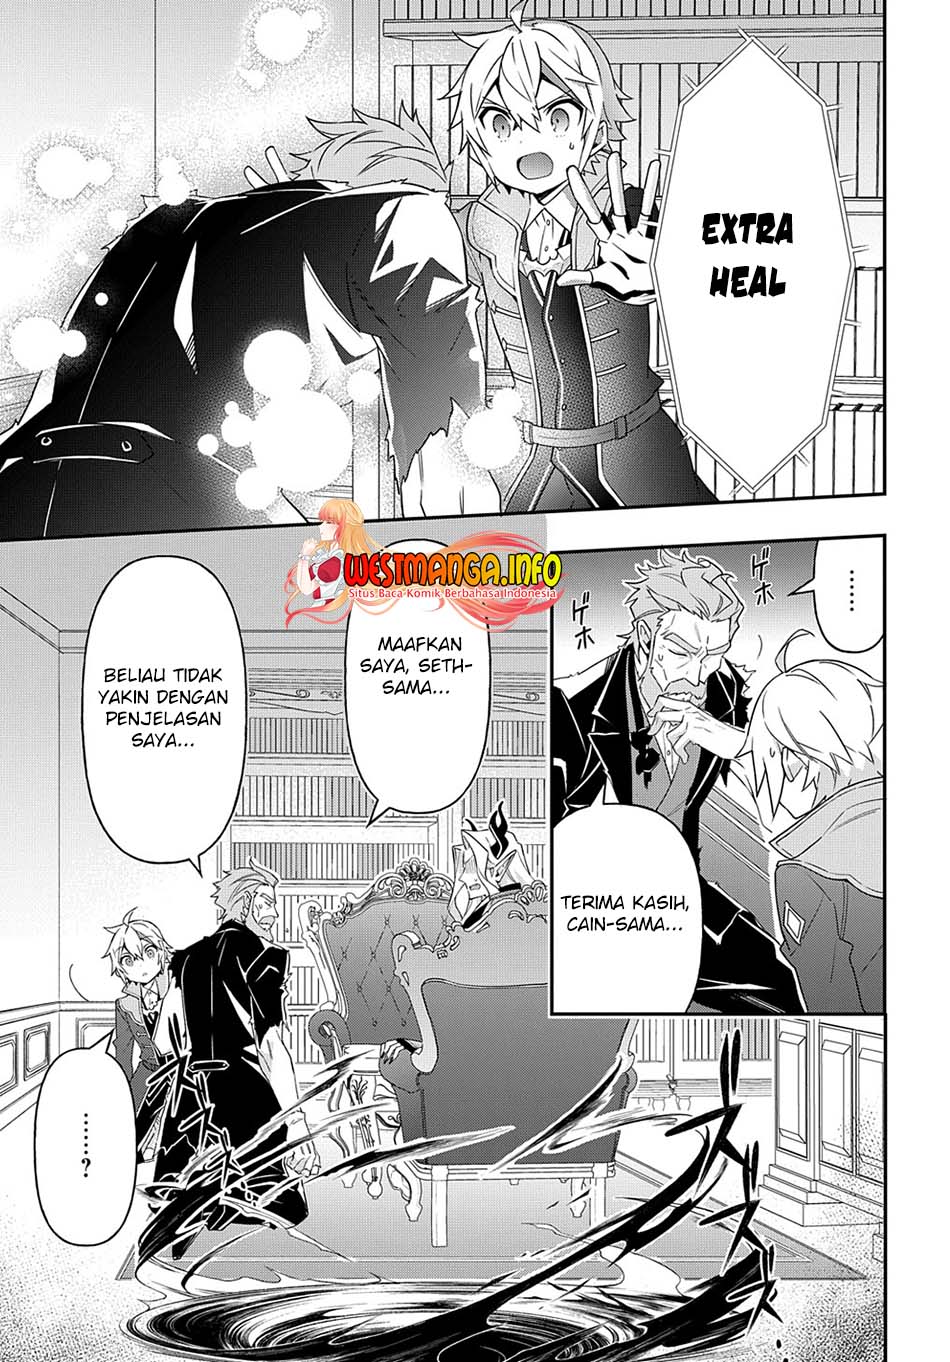 EXTRA
HEAL
......
ゲホ
ゲホ
TERIMA KASIH,
CAIN-SAMA...
WESTMANGA.INFO
Situs Baca Komik Berbahasa Indonesia
MAAFKAN
SAYA, SETH-
SAMA...
BELIAU TIDAK
YAKIN DENGAN
PENJELASAN
SAYA...
......?